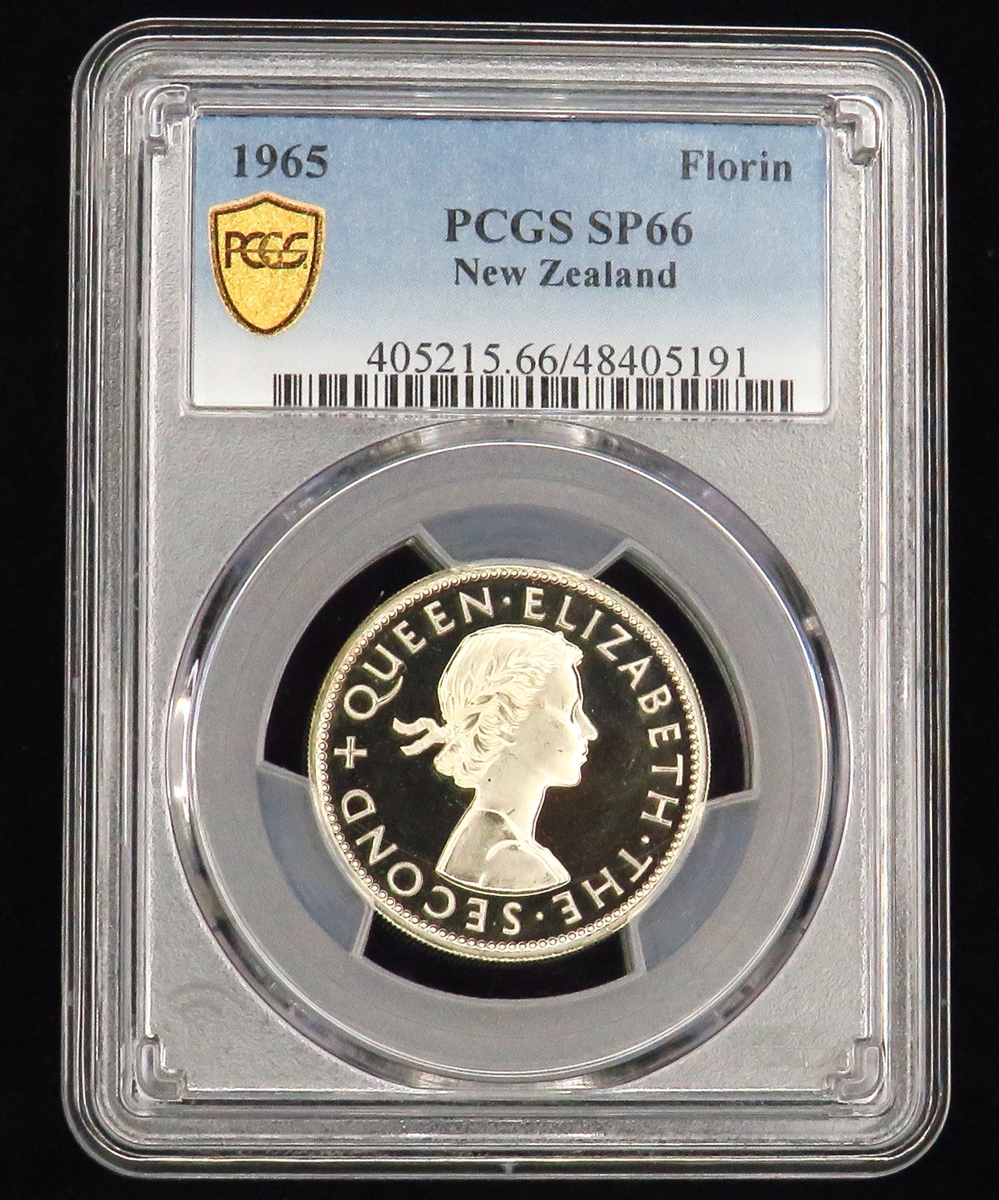 1965
Florin
PCGS
PCGS SP66
New Zealand
405215.66/48405191
+ QUEEN · ELIZABETH · THE · SECOND